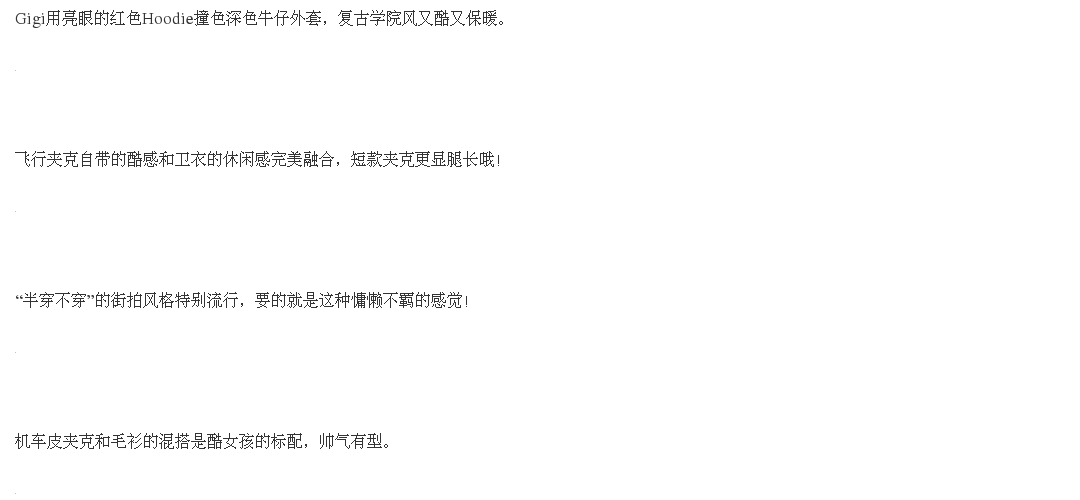 Gigi用亮眼的红色Hoodie撞色深色牛仔外套，复古学院风又酷又保暖。
飞行夹克自带的酷感和卫衣的休闲感完美融合，短款夹克更显腿长哦！
“半穿不穿”的街拍风格特别流行，要的就是这种慵懒不羁的感觉！
机车皮夹克和毛衫的混搭是酷女孩的标配，帅气有型。